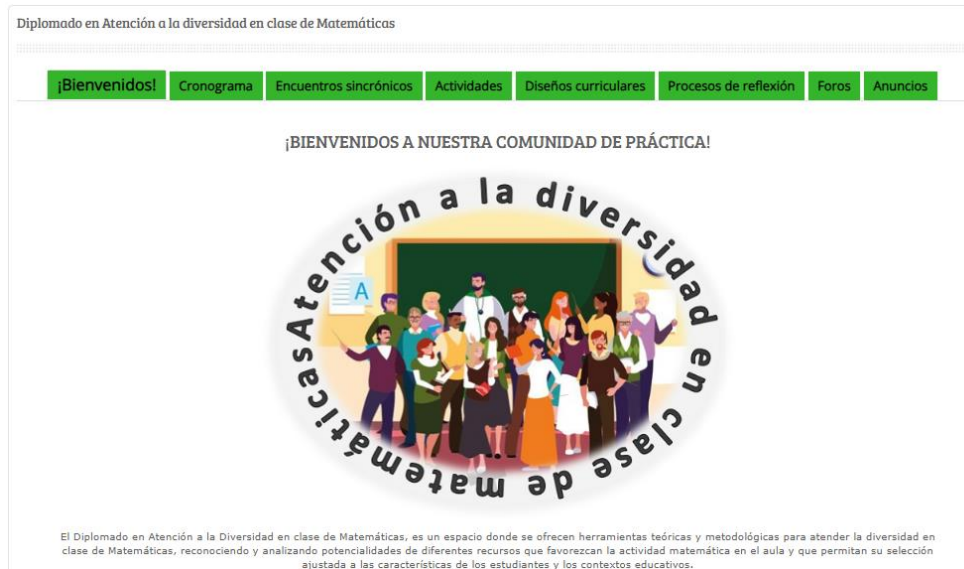 Diplomado en Atención a la diversidad en clase de Matemáticas
¡Bienvenidos! Cronograma Encuentros sincrónicos Actividades Diseños curriculares Procesos de reflexión Foros Anuncios
¡BIENVENIDOS A NUESTRA COMUNIDAD DE PRÁCTICA!
Atención a la diversidad en clase de matemáticas
A
El Diplomado en Atención a la Diversidad en clase de Matemáticas, es un espacio donde se ofrecen herramientas teóricas y metodológicas para atender la diversidad en
clase de Matemáticas, reconociendo y analizando potencialidades de diferentes recursos que favorezcan la actividad matemática en el aula y que permitan su selección
ajustada a las características de los estudiantes y los contextos educativos.